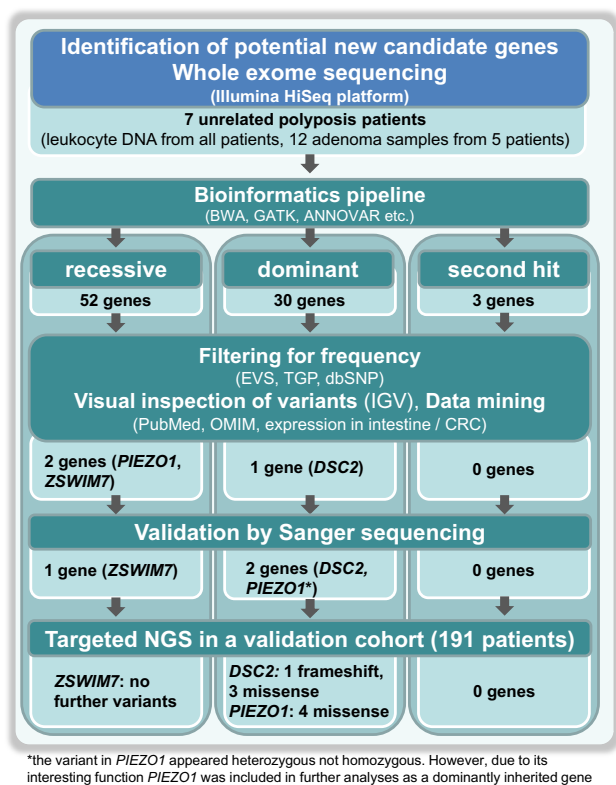 Identification of potential new candidate genes
Whole exome sequencing
(Illumina HiSeq platform)
7 unrelated polyposis patients
(leukocyte DNA from all patients, 12 adenoma samples from 5 patients)
Bioinformatics pipeline
(BWA, GATK, ANNOVAR etc.)
recessive
52 genes
dominant
30 genes
second hit
3 genes
Filtering for frequency
(EVS, TGP, dbSNP)
Visual inspection of variants (IGV), Data mining
(PubMed, OMIM, expression in intestine / CRC)
2 genes (PIEZO1,
ZSWIM7)
1 gene (DSC2)
0 genes
Validation by Sanger sequencing
1 gene (ZSWIM7)
2 genes (DSC2,
PIEZO1*)
0 genes
Targeted NGS in a validation cohort (191 patients)
ZSWIM7: no
further variants
DSC2: 1 frameshift,
3 missense
PIEZO1: 4 missense
0 genes
*the variant in PIEZO1 appeared heterozygous not homozygous. However, due to its
interesting function PIEZO1 was included in further analyses as a dominantly inherited gene